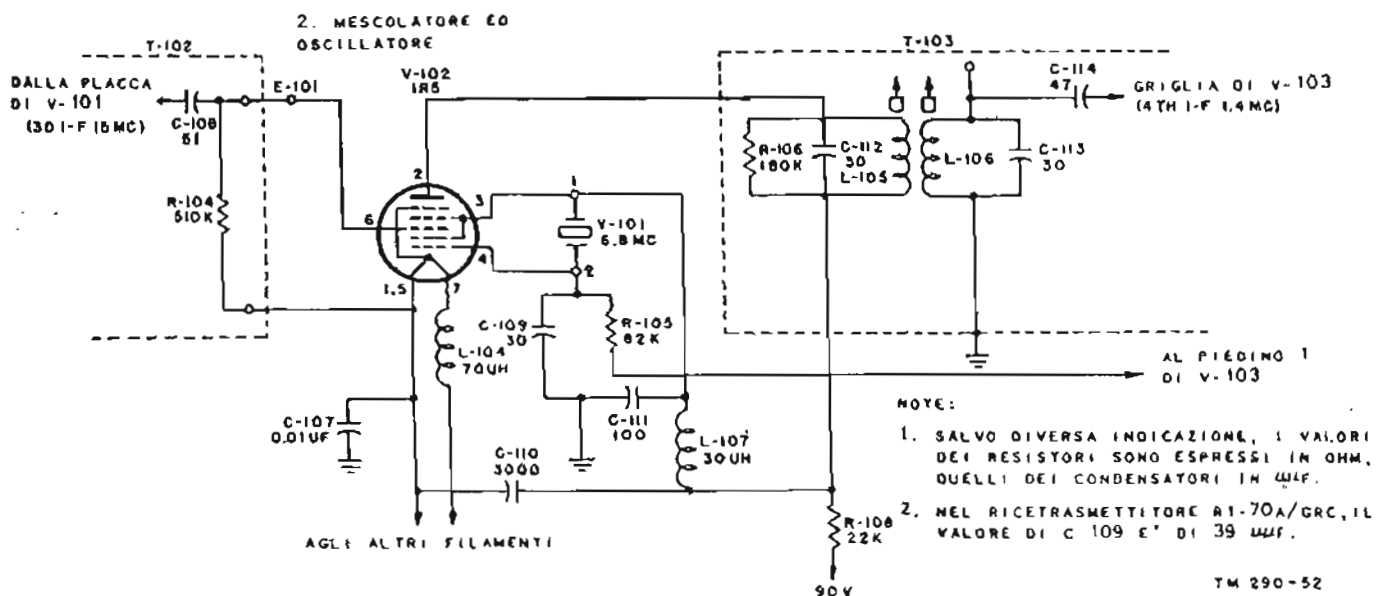 2. MESCOLATORE ED
OSCILLATORE
T-102
V-102
1R5
T-103
DALLA PLACCA
DI V-101
(3D I-F 15 MC)
E-101
C-108
51
C-114
47
GRIGLIA DI V-103
(4TH I-F 1.4 MC)
R-104
510K
2
6
3
4
1,5
7
1
Y-101
2
R-106
180K
C-112
30
L-105
L-106
C-113
30
L-104
70UH
C-109
30
R-105
82K
AL PIEDINO 1
DI V-103
C-107
0.01UF
C-111
100
L-107
30UH
C-110
3000
R-108
22K
90V
AGLI ALTRI FILAMENTI
NOTE:
1. SALVO DIVERSA INDICAZIONE, I VALORI
DEI RESISTORI SONO ESPRESSI IN OHM,
QUELLI DEI CONDENSATORI IN µµF.
2. NEL RICETRASMETTITORE RT-70A/GRC, IL
VALORE DI C 109 E' DI 39 µµF.
TM 290-52